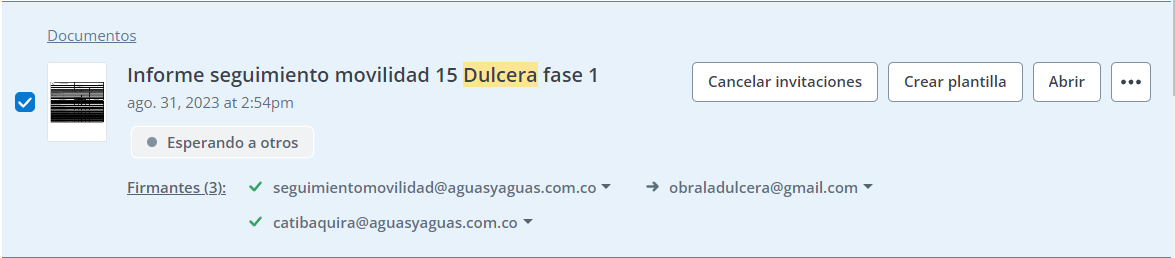 Documentos
Informe seguimiento movilidad 15 Dulcera fase 1
Cancelar invitaciones
Crear plantilla
Abrir
ago. 31, 2023 at 2:54pm
Esperando a otros
Firmantes (3): seguimientomovilidad@aguasyaguas.com.co obraladulcera@gmail.com
catibaquira@aguasyaguas.com.co